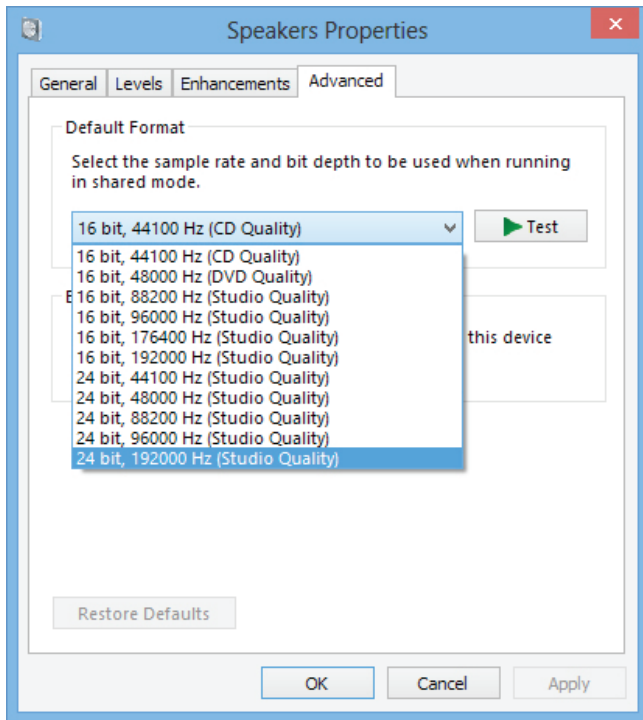 Speakers Properties
General Levels Enhancements Advanced
Default Format
Select the sample rate and bit depth to be used when running
in shared mode.
16 bit, 44100 Hz (CD Quality)
Test
16 bit, 44100 Hz (CD Quality)
16 bit, 48000 Hz (DVD Quality)
16 bit, 88200 Hz (Studio Quality)
16 bit, 96000 Hz (Studio Quality)
16 bit, 176400 Hz (Studio Quality)
this device
16 bit, 192000 Hz (Studio Quality)
24 bit, 44100 Hz (Studio Quality)
24 bit, 48000 Hz (Studio Quality)
24 bit, 88200 Hz (Studio Quality)
24 bit, 96000 Hz (Studio Quality)
24 bit, 192000 Hz (Studio Quality)
Restore Defaults
OK Cancel Apply